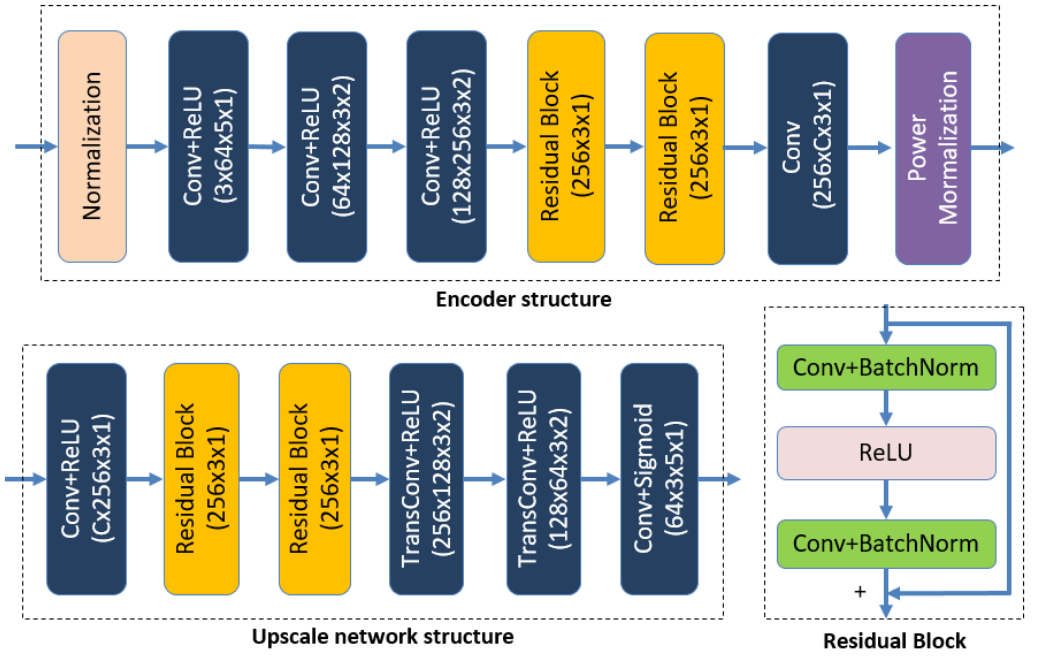 Normalization
Conv+ReLU
(3x64x5x1)
Conv+ReLU
(64x128x3x2)
Conv+ReLU
(128x256x3x2)
Residual Block
(256x3x1)
Residual Block
(256x3x1)
Conv
(256xCx3x1)
Power
Mormalization
Encoder structure
Conv+ReLU
(Cx256x3x1)
Residual Block
(256x3x1)
Residual Block
(256x3x1)
TransConv+ReLU
(256x128x3x2)
TransConv+ReLU
(128x64x3x2)
Conv+Sigmoid
(64x3x5x1)
Upscale network structure
Conv+BatchNorm
ReLU
Conv+BatchNorm
+
Residual Block